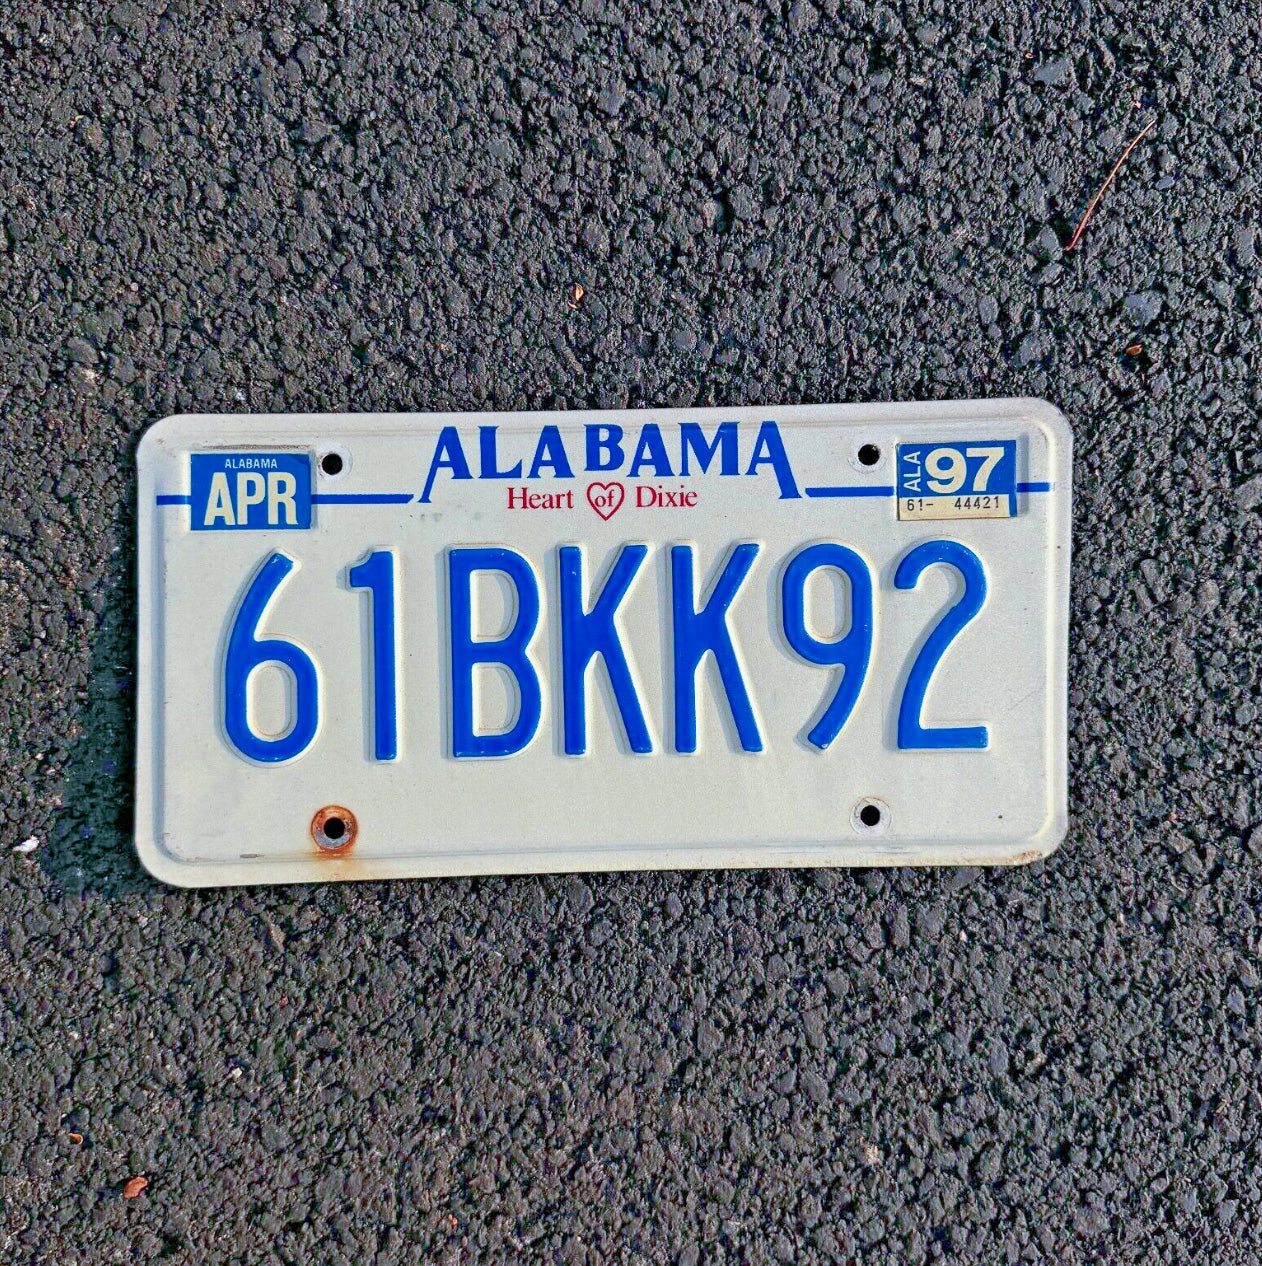 ALABAMA
Heart of Dixie
ALABAMA
APR
ALA
97
61- 44421
61BKK92